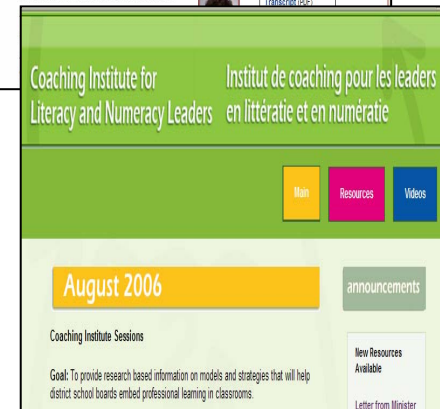 Transcript (PDF)
Coaching Institute for
Literacy and Numeracy Leaders
Institut de coaching pour les leaders
en littératie et en numératie
Main
Resources
Videos
August 2006
announcements
Coaching Institute Sessions
Goal: To provide research based information on models and strategies that will help
district school boards embed professional learning in classrooms.
New Resources
Available
Letter from Minister